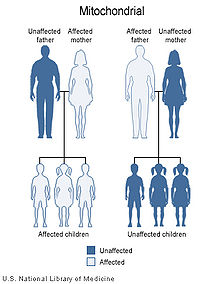 Mitochondrial
Unaffected father
Affected mother
Affected father
Unaffected mother
Affected children
Unaffected children
Unaffected
Affected
U.S. National Library of Medicine